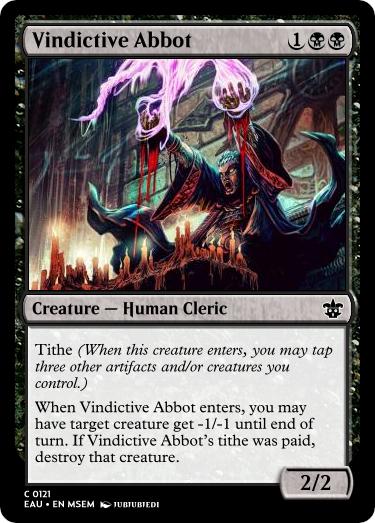 Vindictive Abbot 1
Creature — Human Cleric
Tithe (When this creature enters, you may tap
three other artifacts and/or creatures you
control.)
When Vindictive Abbot enters, you may
have target creature get -1/-1 until end of
turn. If Vindictive Abbot's tithe was paid,
destroy that creature.
2/2
C 0121
EAU • EN MSEM JUBJUBJEDI